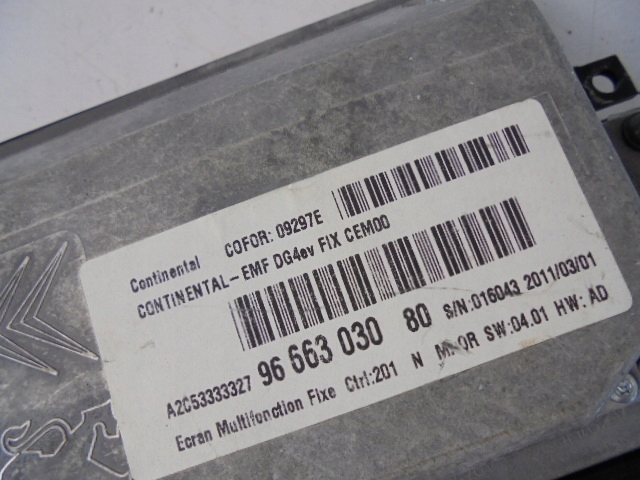 Continental COFOR: 09297E
CONTINENTAL-EMF DG4ev FIX CEM00
A2C53333327 96 663 030 80 S/N:016043 2011/03/01
Ecran Multifonction Fixe Ctrl:201 N SW:04.01 HW: AD